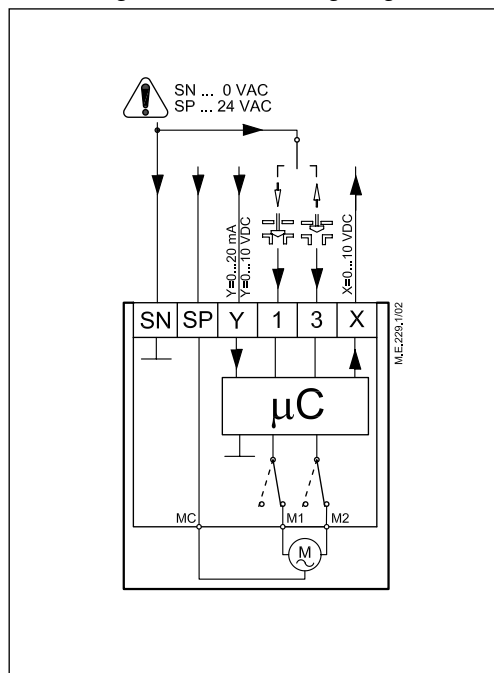 SN ... 0 VAC
SP ... 24 VAC
Y=0...20 mA
Y=0...10 VDC
X=0...10 VDC
SN SP Y 1 3 X
M.E.229.1/02
µC
MC M1 M2
M